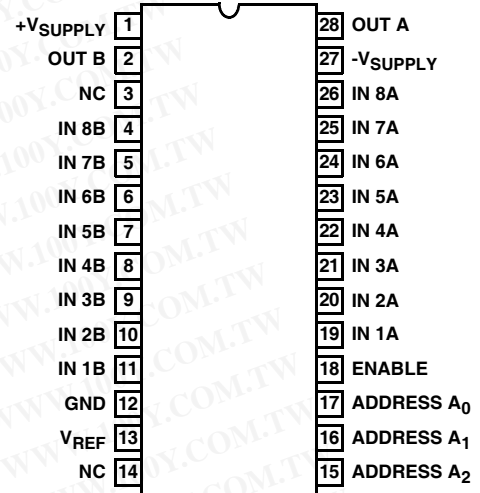 +VSUPPLY 1 28 OUT A
OUT B 2 27 -VSUPPLY
NC 3 26 IN 8A
IN 8B 4 25 IN 7A
IN 7B 5 24 IN 6A
IN 6B 6 23 IN 5A
IN 5B 7 22 IN 4A
IN 4B 8 21 IN 3A
IN 3B 9 20 IN 2A
IN 2B 10 19 IN 1A
IN 1B 11 18 ENABLE
GND 12 17 ADDRESS A0
VREF 13 16 ADDRESS A1
NC 14 15 ADDRESS A2